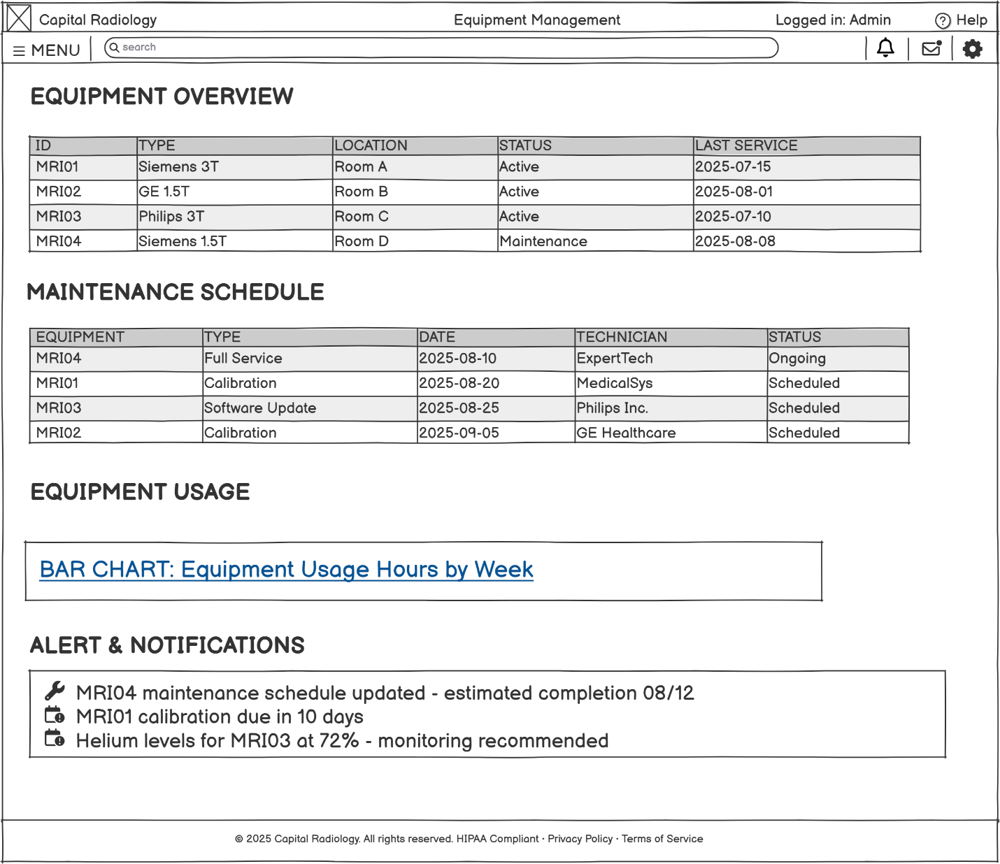 Capital Radiology Equipment Management Logged in: Admin Help
MENU search
EQUIPMENT OVERVIEW
ID TYPE LOCATION STATUS LAST SERVICE
MRI01 Siemens 3T Room A Active 2025-07-15
MRI02 GE 1.5T Room B Active 2025-08-01
MRI03 Philips 3T Room C Active 2025-07-10
MRI04 Siemens 1.5T Room D Maintenance 2025-08-08
MAINTENANCE SCHEDULE
EQUIPMENT TYPE DATE TECHNICIAN STATUS
MRI04 Full Service 2025-08-10 ExpertTech Ongoing
MRI01 Calibration 2025-08-20 MedicalSys Scheduled
MRI03 Software Update 2025-08-25 Philips Inc. Scheduled
MRI02 Calibration 2025-09-05 GE Healthcare Scheduled
EQUIPMENT USAGE
BAR CHART: Equipment Usage Hours by Week
ALERT & NOTIFICATIONS
MRI04 maintenance schedule updated - estimated completion 08/12
MRI01 calibration due in 10 days
Helium levels for MRI03 at 72% - monitoring recommended
© 2025 Capital Radiology. All rights reserved. HIPAA Compliant · Privacy Policy · Terms of Service